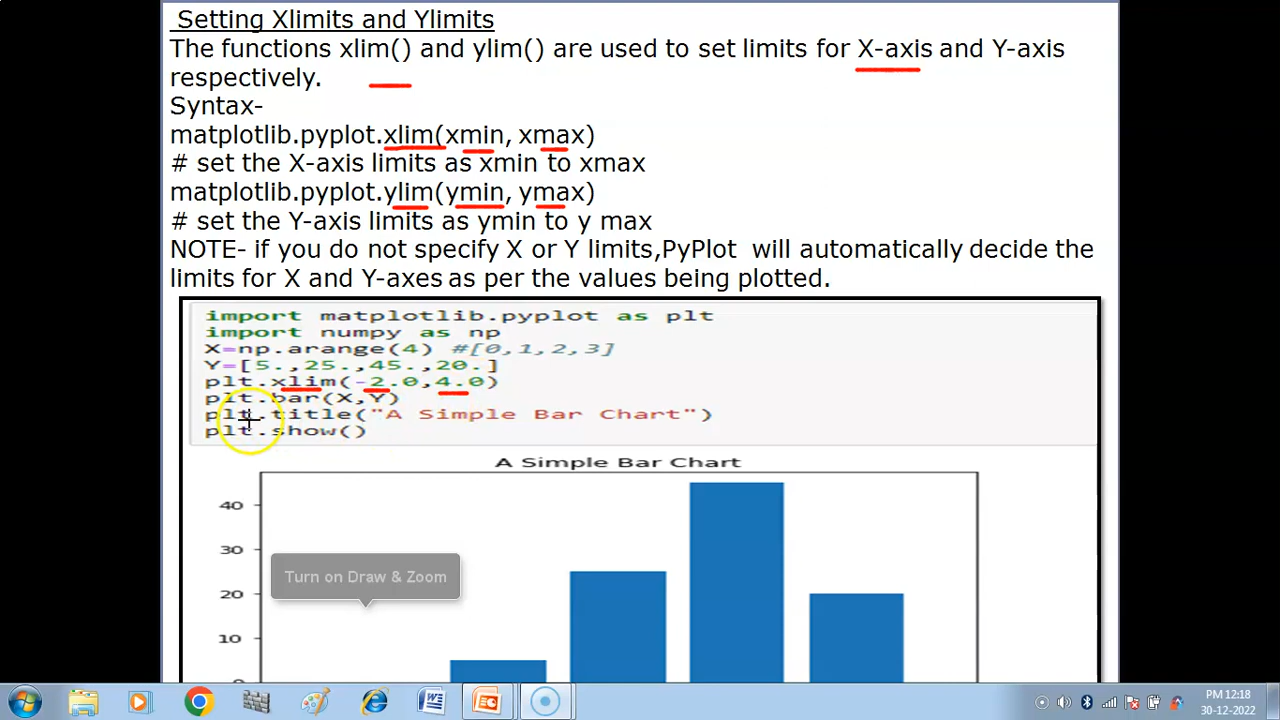 Setting Xlimits and Ylimits
The functions xlim() and ylim() are used to set limits for X-axis and Y-axis
respectively.
Syntax-
matplotlib.pyplot.xlim(xmin, xmax)
# set the X-axis limits as xmin to xmax
matplotlib.pyplot.ylim(ymin, ymax)
# set the Y-axis limits as ymin to y max
NOTE- if you do not specify X or Y limits,PyPlot will automatically decide the
limits for X and Y-axes as per the values being plotted.
import matplotlib.pyplot as plt
import numpy as np
X=np.arange(4) #[0,1,2,3]
Y=[5.,25.,45.,20.]
plt.xlim(-2.0,4.0)
plt.bar(X,Y)
plt.title("A Simple Bar Chart")
plt.show()
A Simple Bar Chart
40
30
Turn on Draw & Zoom
20
10
0
PM 12:18
30-12-2022